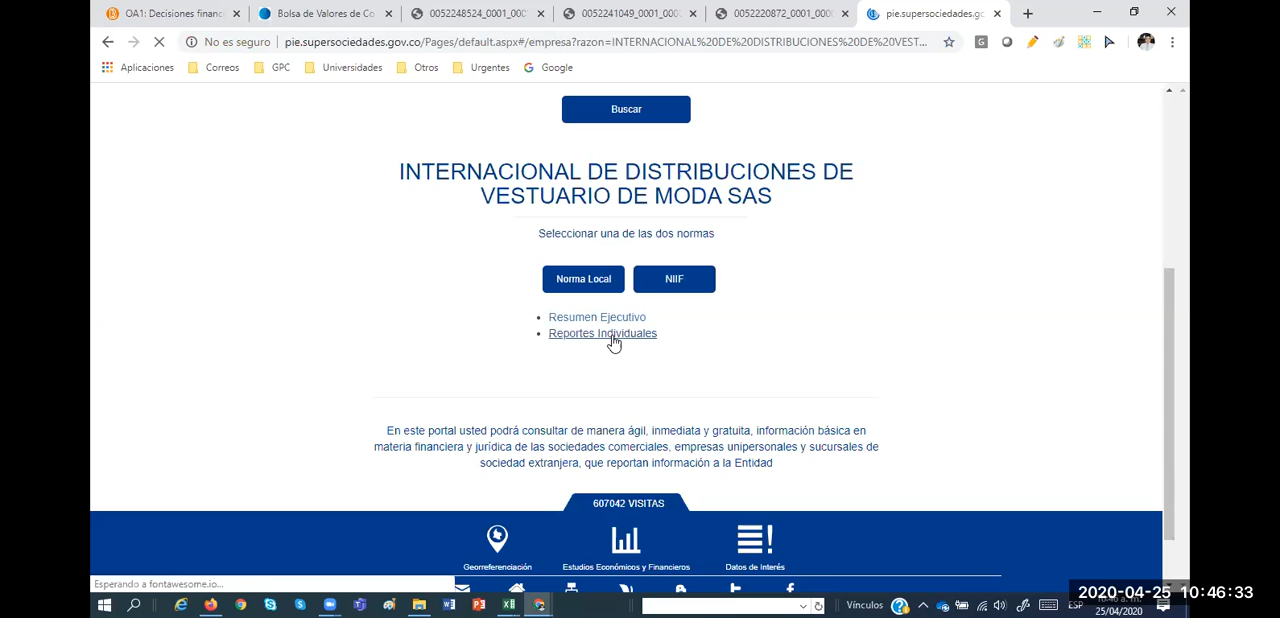 OA1: Decisiones financ
Bolsa de Valores de Co
0052248524_0001_000
0052241049_0001_000
0052220872_0001_000
pie.supersociedades.gc
No es seguro
pie.supersociedades.gov.co/Pages/default.aspx#/empresa?razon=INTERNACIONAL%20DE%20DISTRIBUCIONES%20DE%20VEST...
Aplicaciones
Correos
GPC
Universidades
Otros
Urgentes
Google
Buscar
INTERNACIONAL DE DISTRIBUCIONES DE
VESTUARIO DE MODA SAS
Seleccionar una de las dos normas
Norma Local
NIIF
Resumen Ejecutivo
Reportes Individuales
En este portal usted podrá consultar de manera ágil, inmediata y gratuita, información básica en
materia financiera y jurídica de las sociedades comerciales, empresas unipersonales y sucursales de
sociedad extranjera, que reportan información a la Entidad
607042 VISITAS
Georreferenciación
Estudios Económicos y Financieros
Datos de Interés
Esperando a fontawesome.io...
Vínculos
ESP
25/04/2020
2020-04-25 10:46:33